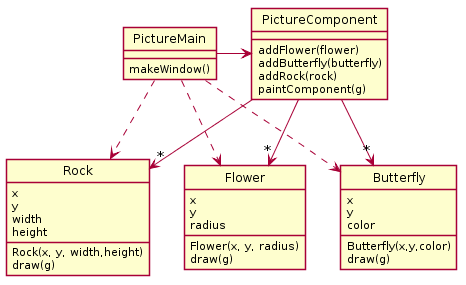 PictureMain
makeWindow()
PictureComponent
addFlower(flower)
addButterfly(butterfly)
addRock(rock)
paintComponent(g)
*
*
*
Rock
x
y
width
height
Rock(x, y, width,height)
draw(g)
Flower
x
y
radius
Flower(x, y, radius)
draw(g)
Butterfly
x
y
color
Butterfly(x,y,color)
draw(g)